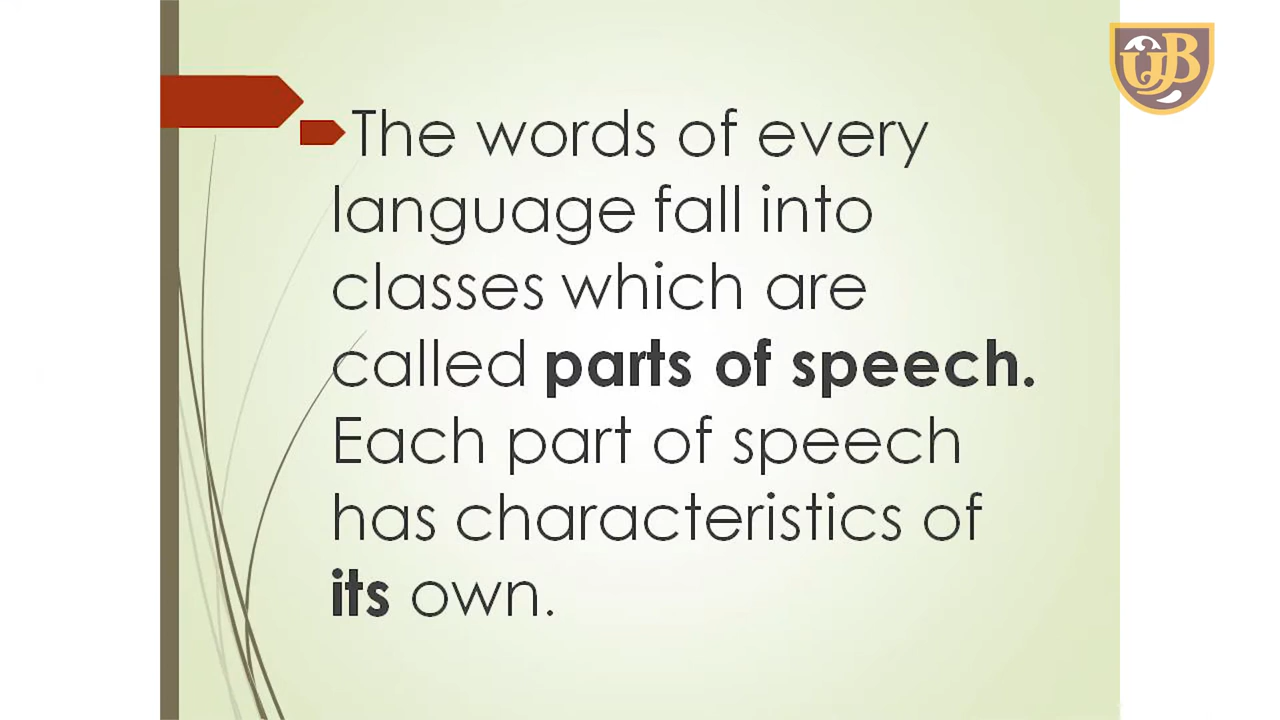 The words of every
language fall into
classes which are
called parts of speech.
Each part of speech
has characteristics of
its own.
UB